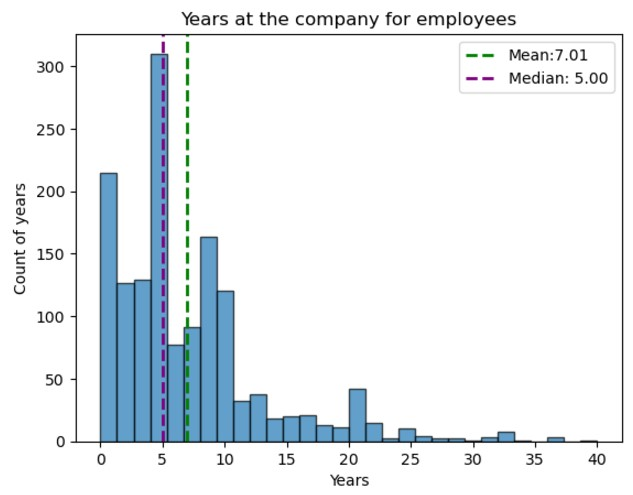 Years at the company for employees
Mean:7.01
Median: 5.00
300
250
200
150
100
50
0
Count of years
0 5 10 15 20 25 30 35 40
Years